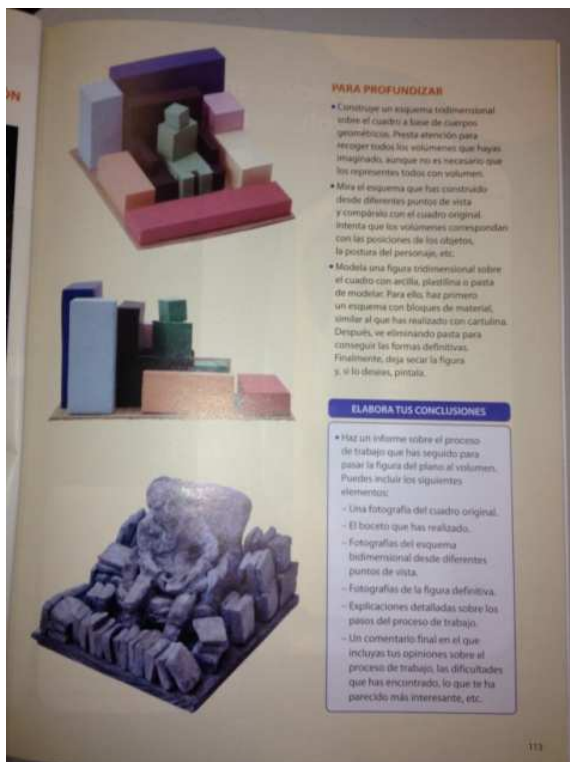 ÓN
PARA PROFUNDIZAR
• Construye un esquema tridimensional
sobre el cuadro a base de cuerpos
geométricos. Presta atención para
recoger todos los volúmenes que hayas
imaginado, aunque no es necesario que
los representes todos con volumen.
• Mira el esquema que has construido
desde diferentes puntos de vista
y compáralo con el cuadro original.
Intenta que los volúmenes correspondan
con las posiciones de los objetos,
la postura del personaje, etc.
• Modela una figura tridimensional sobre
el cuadro con arcilla, plastilina o pasta
de modelar. Para ello, haz primero
un esquema con bloques de material,
similar al que has realizado con cartulina.
Después, ve eliminando pasta para
conseguir las formas definitivas.
Finalmente, deja secar la figura
y, si lo deseas, píntala.
ELABORA TUS CONCLUSIONES
• Haz un informe sobre el proceso
de trabajo que has seguido para
pasar la figura del plano al volumen.
Puedes incluir los siguientes
elementos:
– Una fotografía del cuadro original.
– El boceto que has realizado.
– Fotografías del esquema
bidimensional desde diferentes
puntos de vista.
– Fotografías de la figura definitiva.
– Explicaciones detalladas sobre los
pasos del proceso de trabajo.
– Un comentario final en el que
incluyas tus opiniones sobre el
proceso de trabajo, las dificultades
que has encontrado, lo que te ha
parecido más interesante, etc.
113